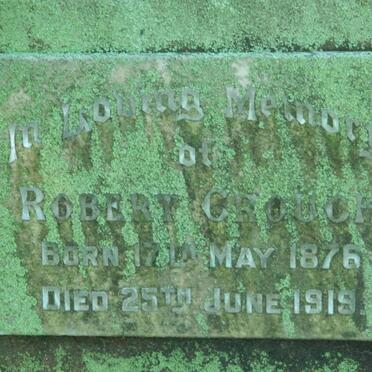 In Loving Memory
of
ROBERT CROUCH
BORN 17TH MAY 1876
DIED 25TH JUNE 1919.